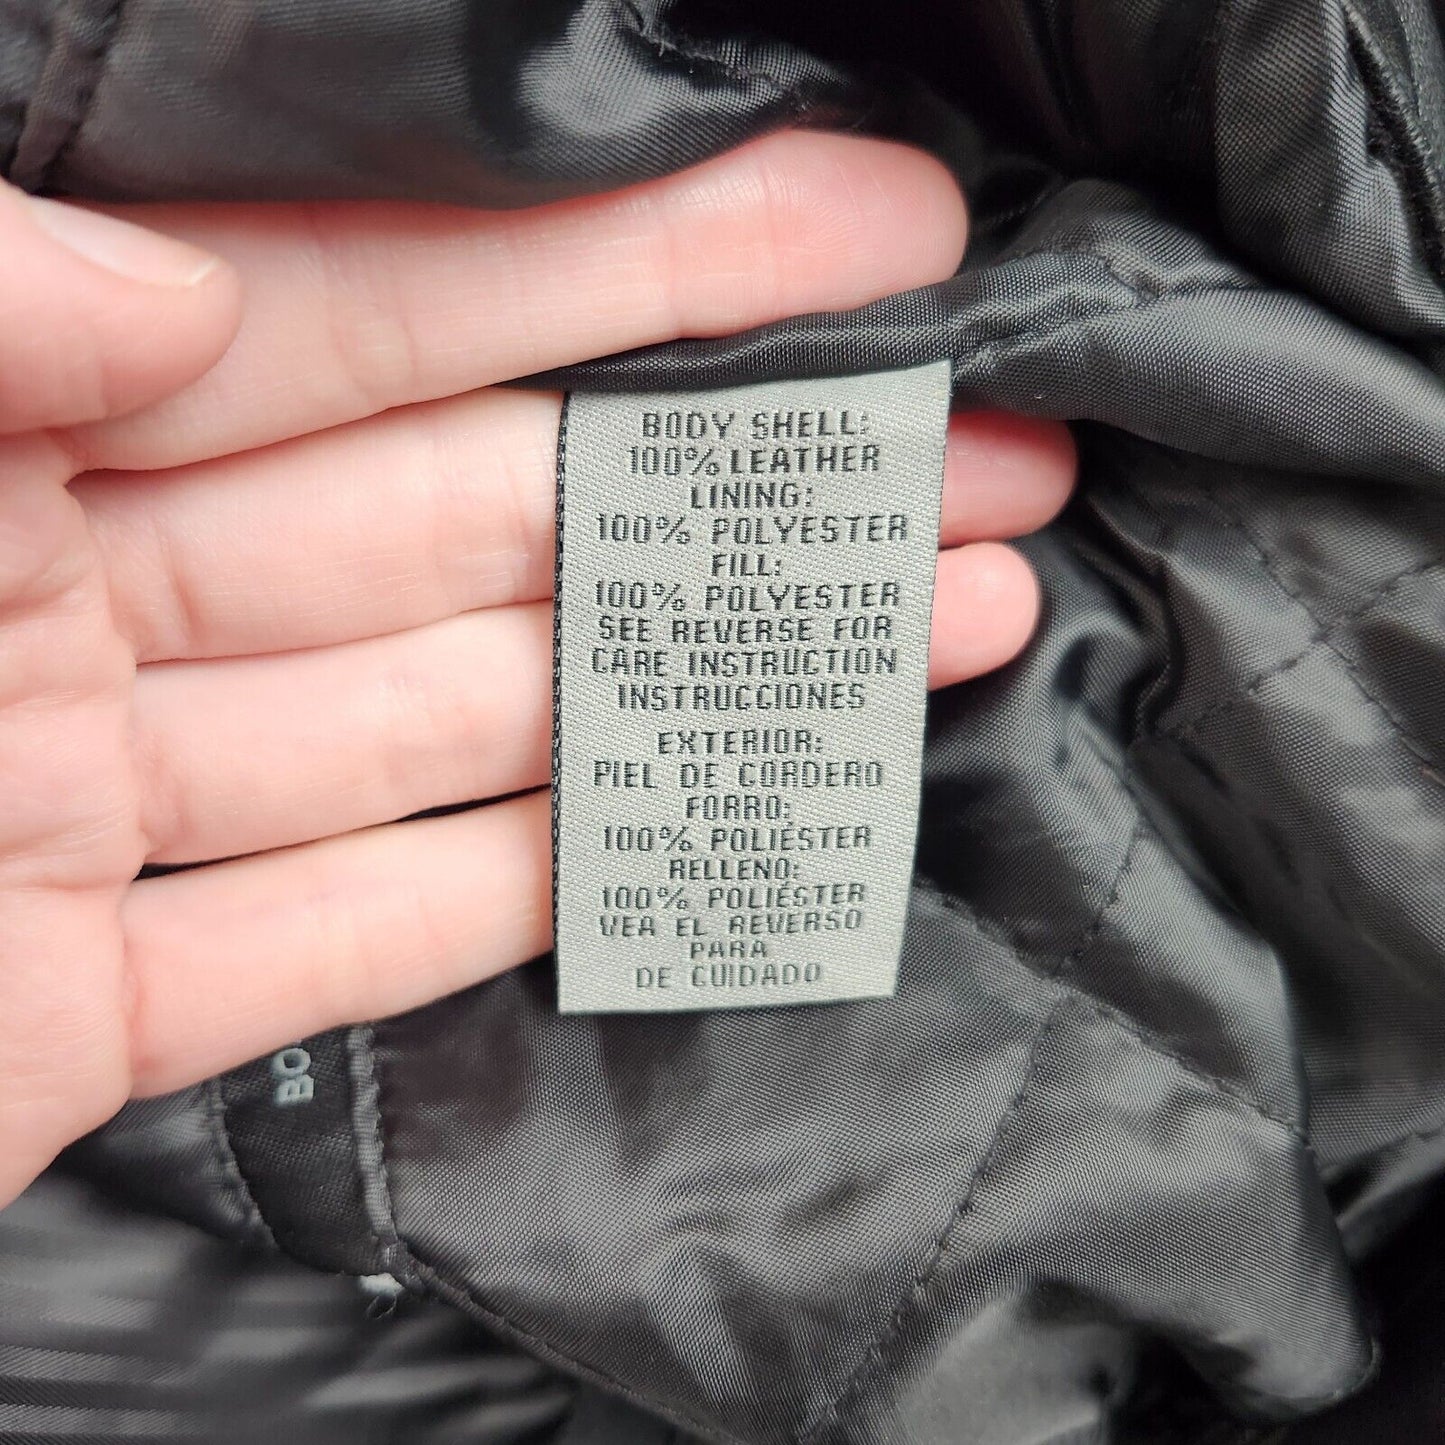 BODY SHELL:
100% LEATHER
LINING:
100% POLYESTER
FILL:
100% POLYESTER
SEE REVERSE FOR
CARE INSTRUCTION
INSTRUCCIONES
EXTERIOR:
PIEL DE CORDERO
FORRO:
100% POLIÉSTER
RELLENO:
100% POLIÉSTER
VEA EL REVERSO
PARA
DE CUIDADO
BO